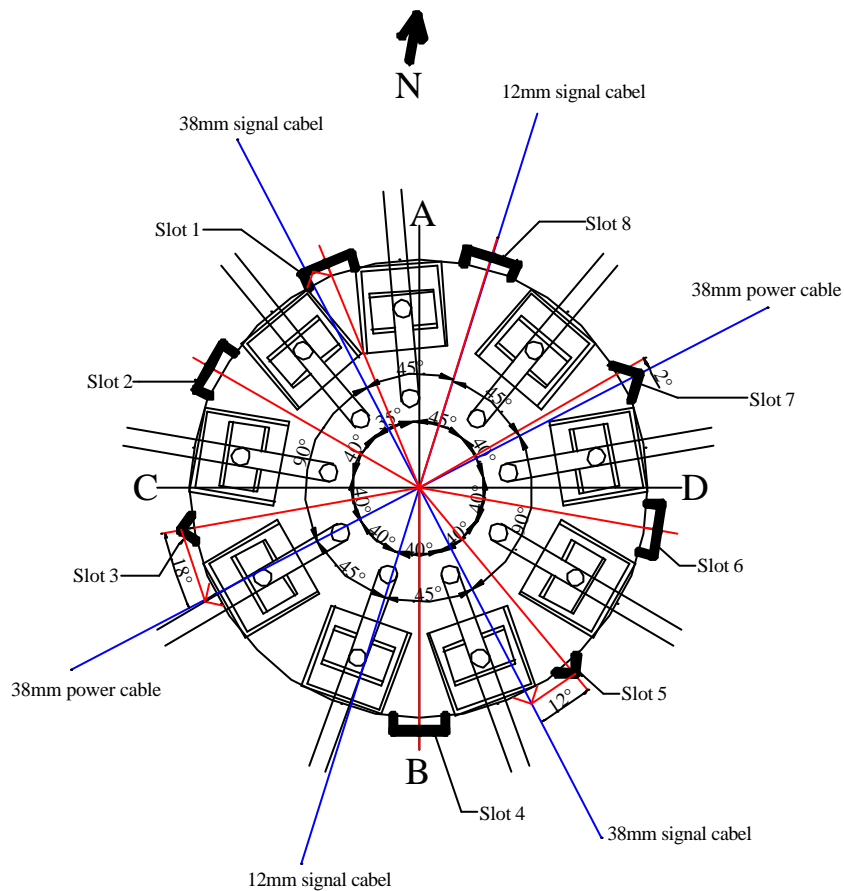 N
12mm signal cabel
38mm signal cabel
A
Slot 1
Slot 8
38mm power cable
Slot 2
45°
2°
Slot 7
45°
35°
45°
90°
40°
40°
C
D
40°
40°
90°
Slot 3
18°
40°
40°
40°
Slot 6
45°
45°
38mm power cable
Slot 5
12°
B
Slot 4
38mm signal cabel
12mm signal cabel